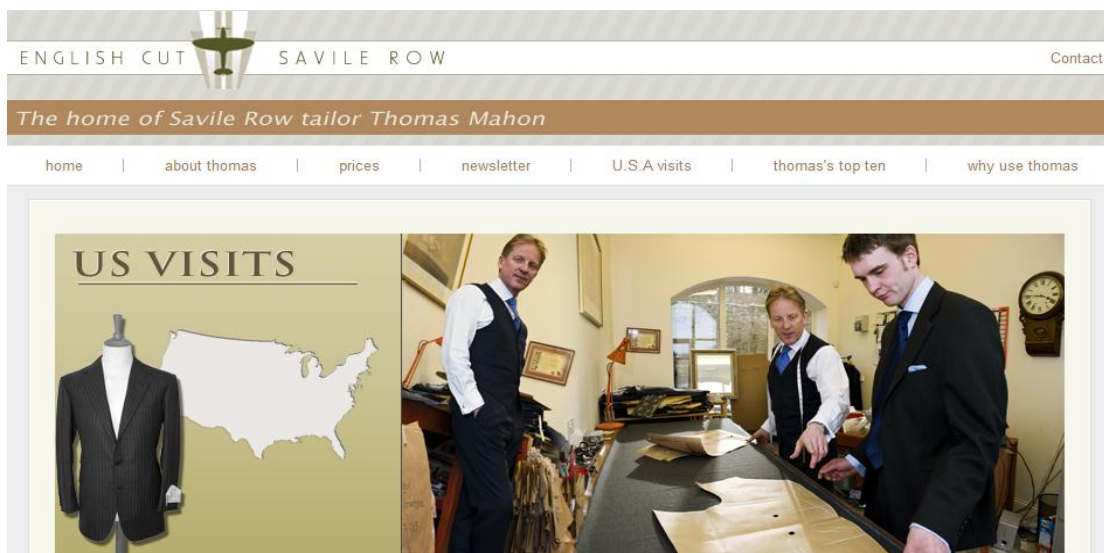 ENGLISH CUT SAVILE ROW
Contact
The home of Savile Row tailor Thomas Mahon
home | about thomas | prices | newsletter | U.S.A visits | thomas's top ten | why use thomas
US VISITS